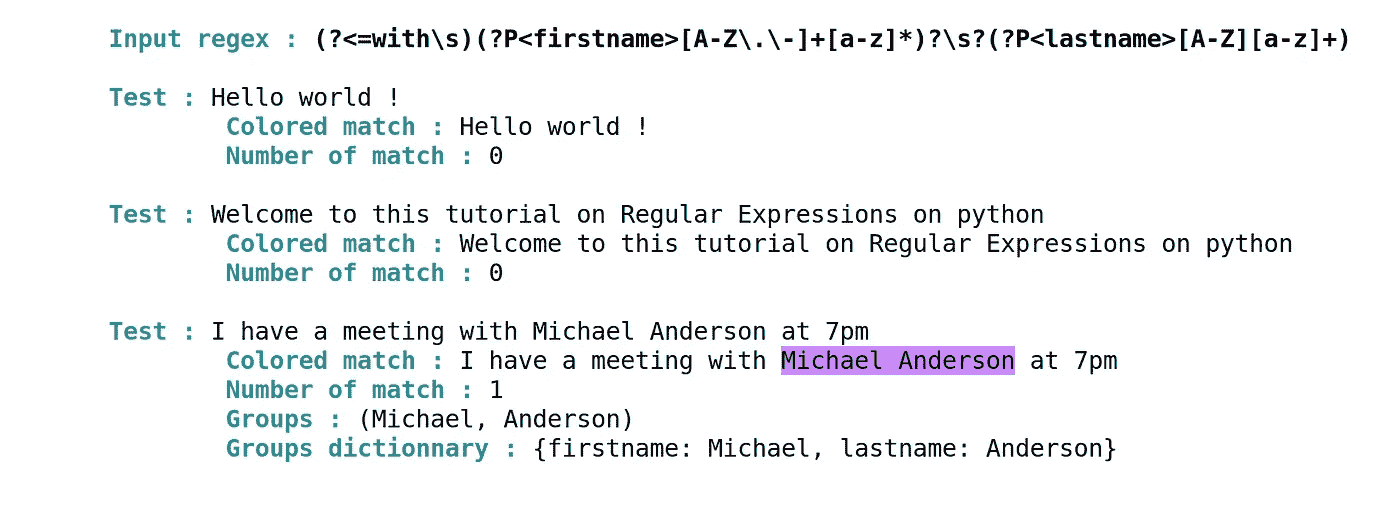 Input regex : (?<=with\s)(?P<firstname>[A-Z\.\-]+[a-z]*)?\s?(?P<lastname>[A-Z][a-z]+)
Test : Hello world !
Colored match : Hello world !
Number of match : 0
Test : Welcome to this tutorial on Regular Expressions on python
Colored match : Welcome to this tutorial on Regular Expressions on python
Number of match : 0
Test : I have a meeting with Michael Anderson at 7pm
Colored match : I have a meeting with Michael Anderson at 7pm
Number of match : 1
Groups : (Michael, Anderson)
Groups dictionnary : {firstname: Michael, lastname: Anderson}